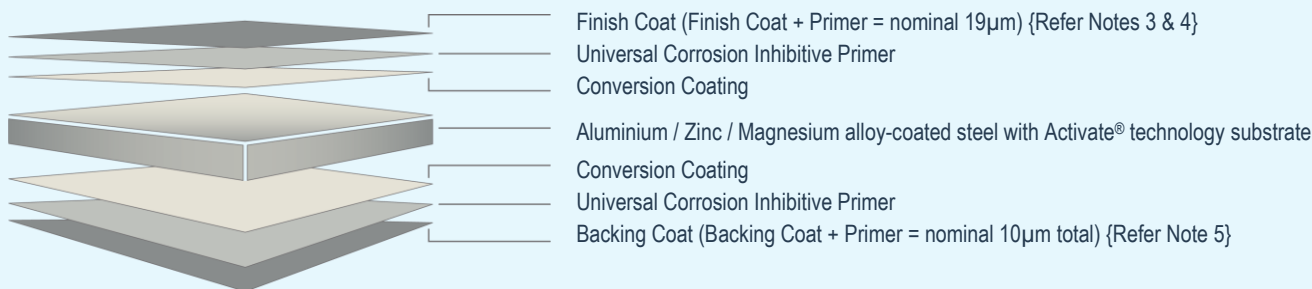 Finish Coat (Finish Coat + Primer = nominal 19µm) {Refer Notes 3 & 4}
Universal Corrosion Inhibitive Primer
Conversion Coating
Aluminium / Zinc / Magnesium alloy-coated steel with Activate® technology substrate
Conversion Coating
Universal Corrosion Inhibitive Primer
Backing Coat (Backing Coat + Primer = nominal 10µm total) {Refer Note 5}